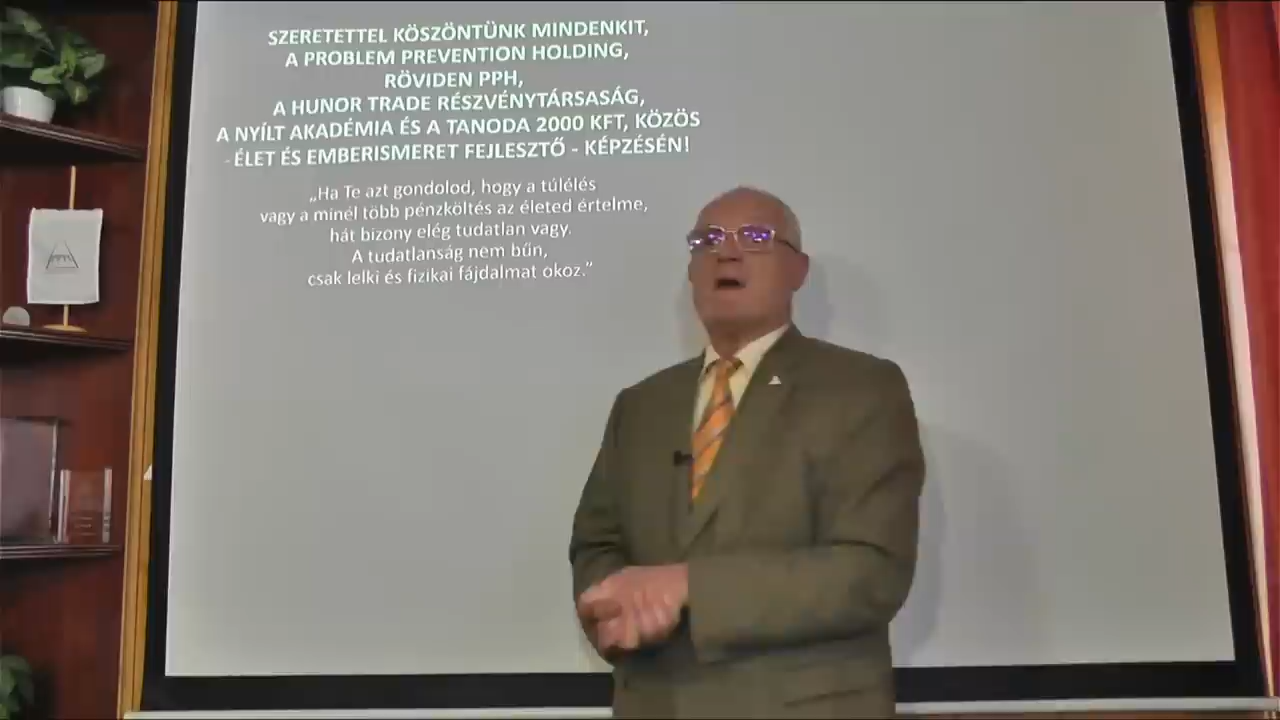 SZERETETTEL KÖSZÖNTÜNK MINDENKIT,
A PROBLEM PREVENTION HOLDING,
RÖVIDEN PPH,
A HUNOR TRADE RÉSZVÉNYTÁRSASÁG,
A NYÍLT AKADÉMIA ÉS A TANODA 2000 KFT, KÖZÖS
- ÉLET ÉS EMBERISMERET FEJLESZTŐ - KÉPZÉSÉN!
„Ha Te azt gondolod, hogy a túlélés
vagy a minél több pénzköltés az életed értelme,
hát bizony elég tudatlan vagy.
A tudatlanság nem bűn,
csak lelki és fizikai fájdalmat okoz.”